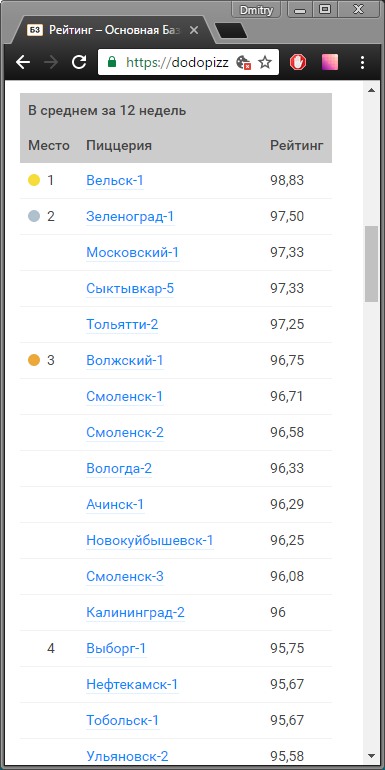 Dmitry
БЗ Рейтинг – Основная Ба
https://dodopizz
В среднем за 12 недель
Место Пиццерия Рейтинг
1 Вельск-1 98,83
2 Зеленоград-1 97,50
Московский-1 97,33
Сыктывкар-5 97,33
Тольятти-2 97,25
3 Волжский-1 96,75
Смоленск-1 96,71
Смоленск-2 96,58
Вологда-2 96,33
Ачинск-1 96,29
Новокуйбышевск-1 96,25
Смоленск-3 96,08
Калининград-2 96
4 Выборг-1 95,75
Нефтекамск-1 95,67
Тобольск-1 95,67
Ульяновск-2 95,58